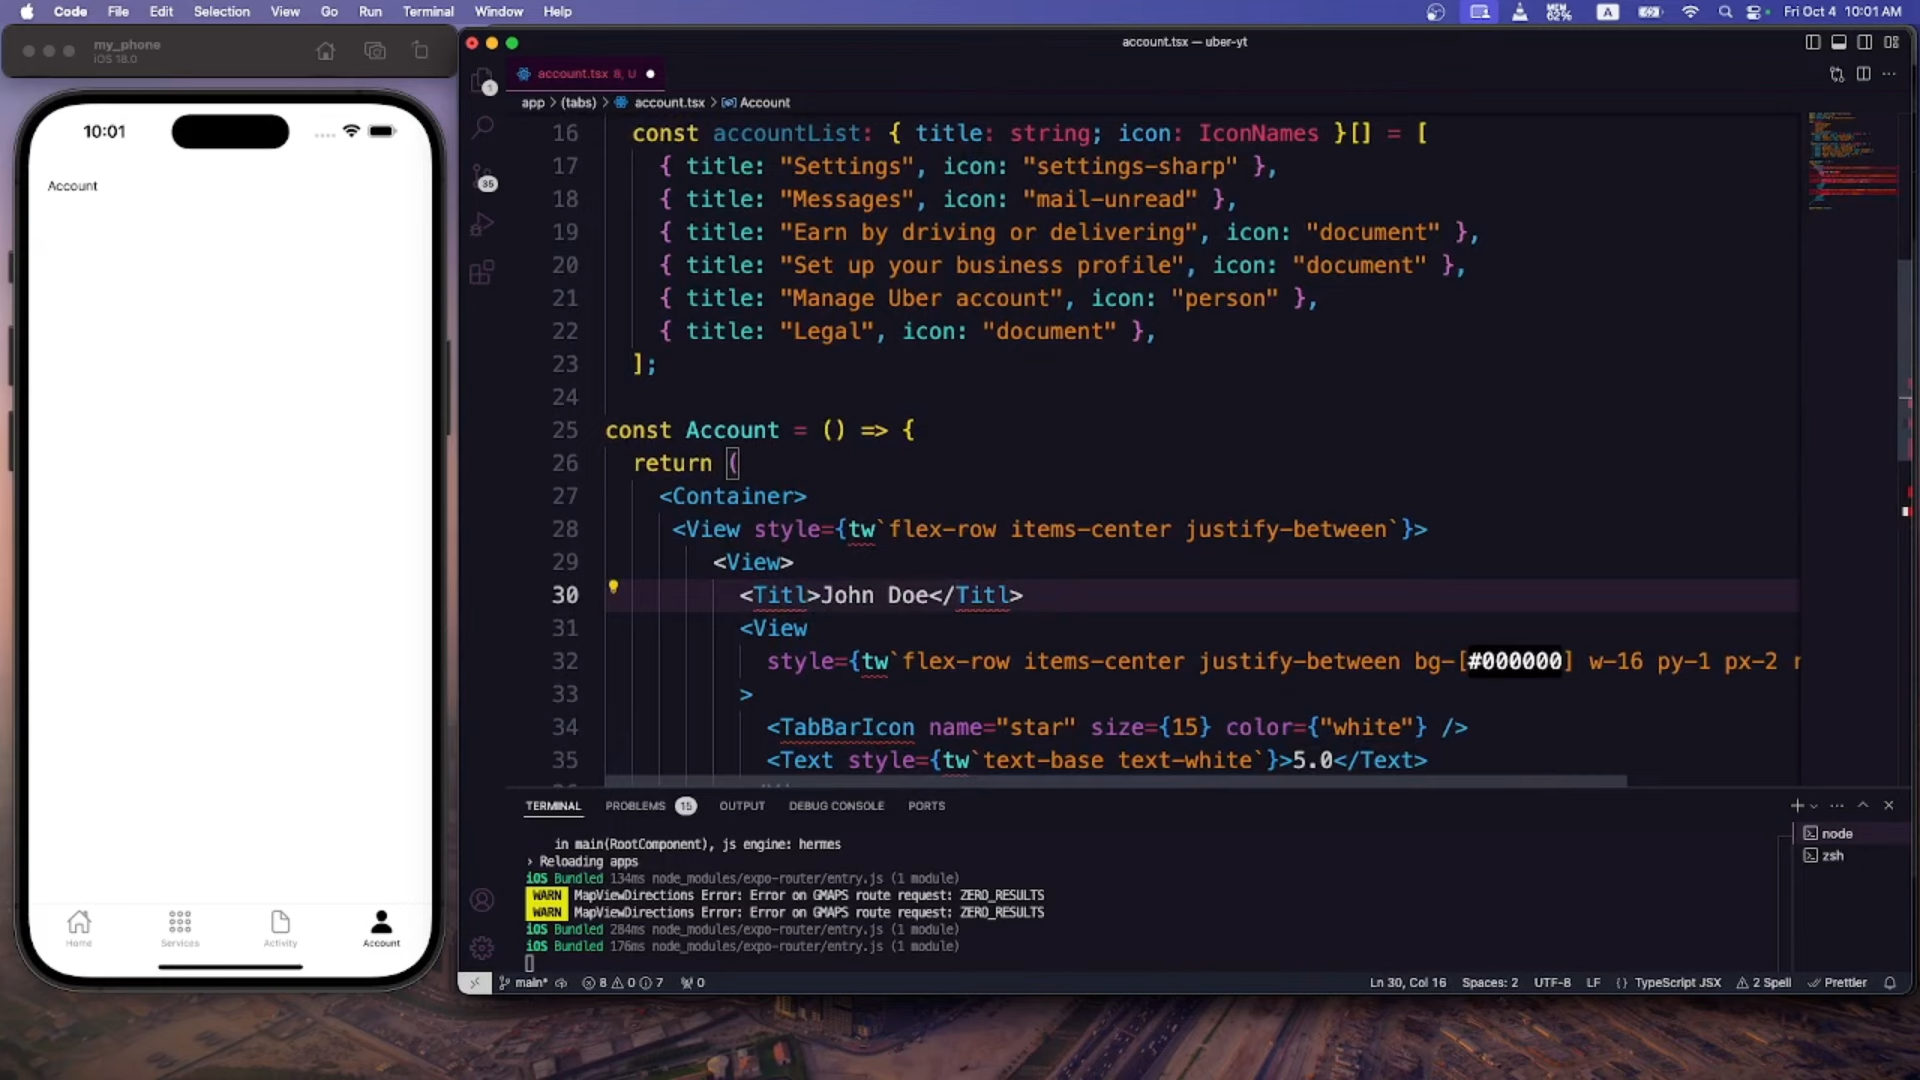 Code File Edit Selection View Go Run Terminal Window Help
MEM 62% A Fri Oct 4 10:01 AM
my_phone
iOS 18.0
10:01
Account
Home Services Activity Account
account.tsx — uber-yt
account.tsx 8, U
app > (tabs) > account.tsx > Account
1
35
16 const accountList: { title: string; icon: IconNames }[] = [
17 { title: "Settings", icon: "settings-sharp" },
18 { title: "Messages", icon: "mail-unread" },
19 { title: "Earn by driving or delivering", icon: "document" },
20 { title: "Set up your business profile", icon: "document" },
21 { title: "Manage Uber account", icon: "person" },
22 { title: "Legal", icon: "document" },
23 ];
24
25 const Account = () => {
26 return (
27 <Container>
28 <View style={tw`flex-row items-center justify-between`}>
29 <View>
30 <Titl>John Doe</Titl>
31 <View
32 style={tw`flex-row items-center justify-between bg-[#000000] w-16 py-1 px-2
33 >
34 <TabBarIcon name="star" size={15} color={"white"} />
35 <Text style={tw`text-base text-white`}>5.0</Text>
TERMINAL PROBLEMS 15 OUTPUT DEBUG CONSOLE PORTS
in main(RootComponent), js engine: hermes
› Reloading apps
iOS Bundled 134ms node_modules/expo-router/entry.js (1 module)
WARN MapViewDirections Error: Error on GMAPS route request: ZERO_RESULTS
WARN MapViewDirections Error: Error on GMAPS route request: ZERO_RESULTS
iOS Bundled 284ms node_modules/expo-router/entry.js (1 module)
iOS Bundled 176ms node_modules/expo-router/entry.js (1 module)
node
zsh
main* 8 0 7 0 Ln 30, Col 16 Spaces: 2 UTF-8 LF {} TypeScript JSX 2 Spell Prettier